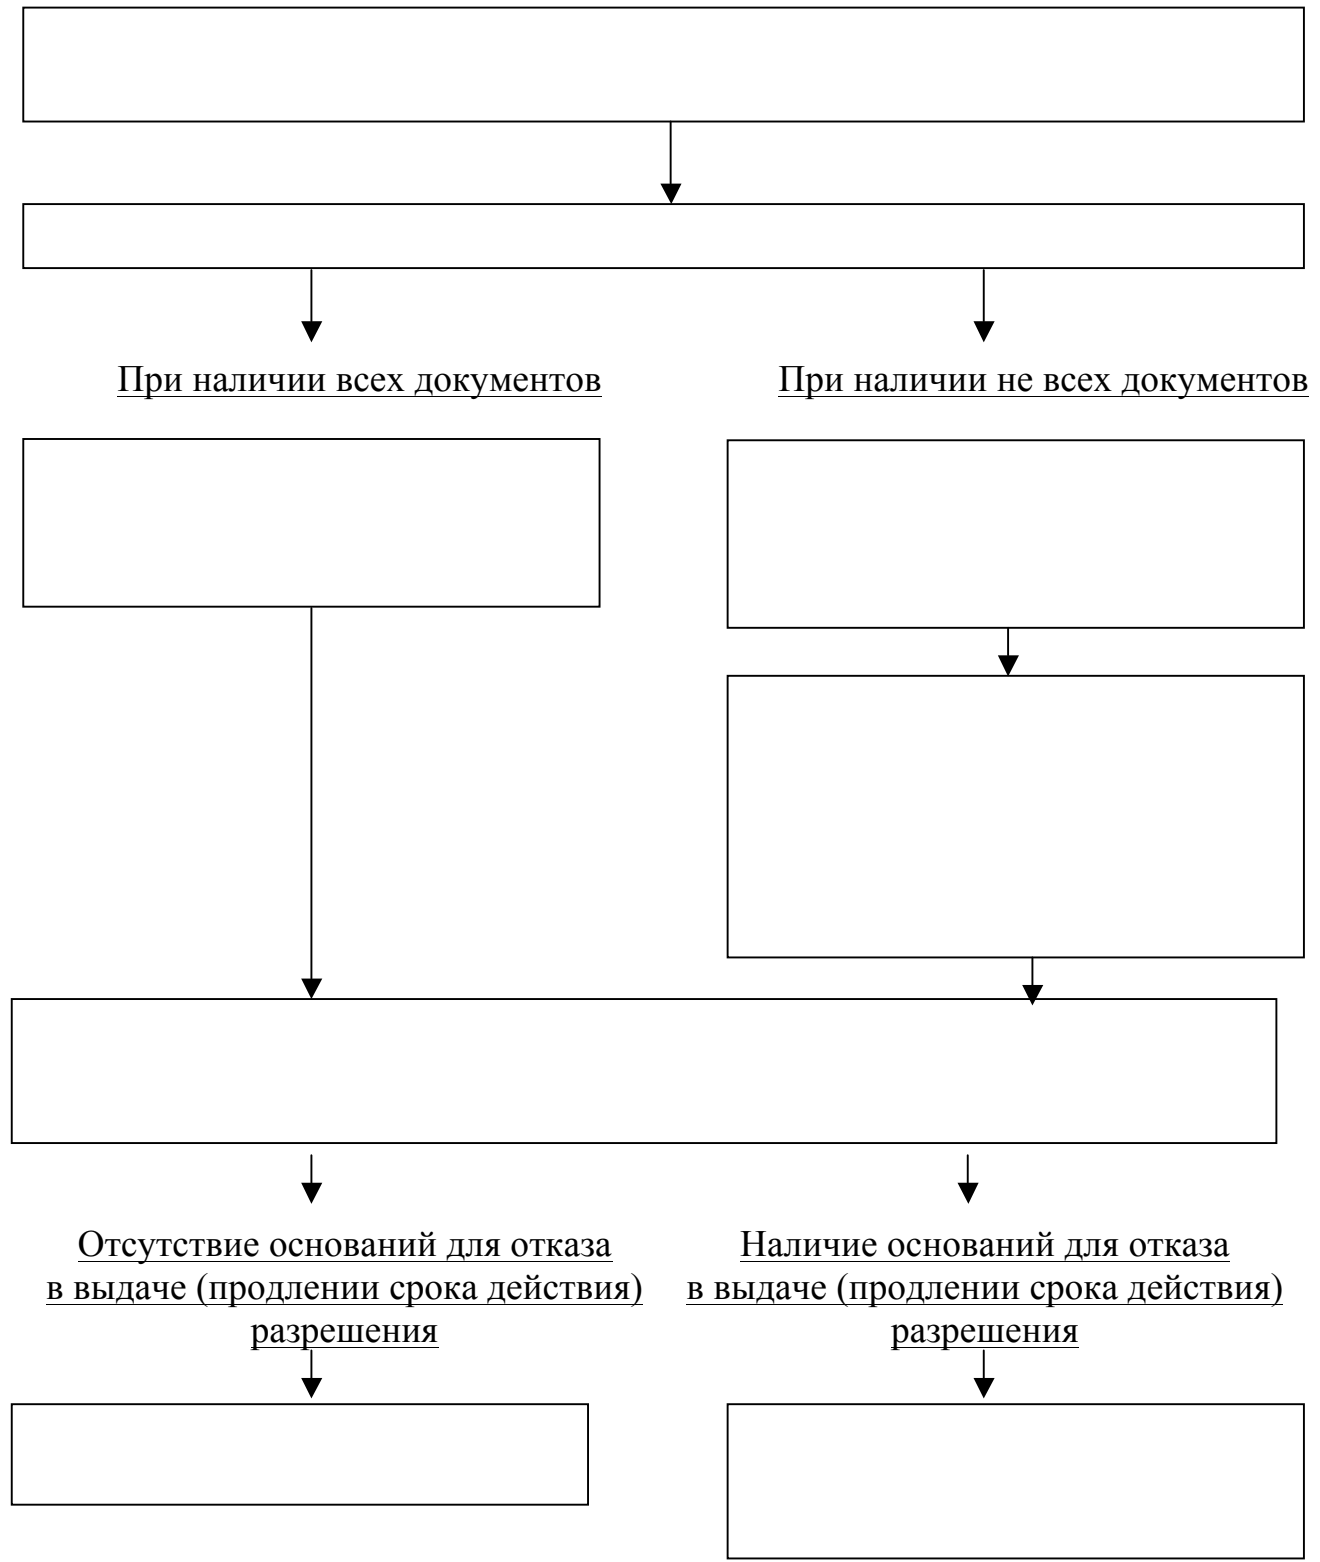 При наличии всех документов
При наличии не всех документов
Отсутствие оснований для отказа
в выдаче (продлении срока действия)
разрешения
Наличие оснований для отказа
в выдаче (продлении срока действия)
разрешения